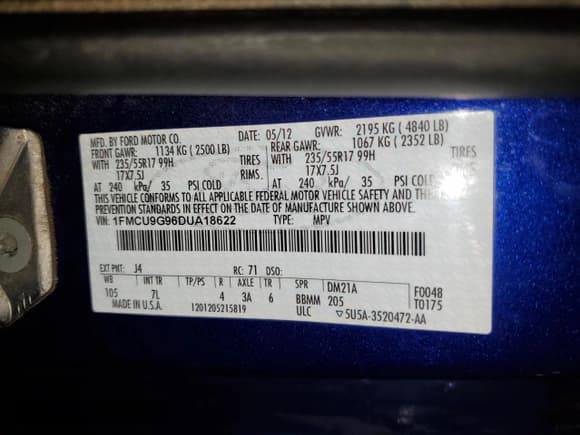 MFD. BY FORD MOTOR CO. 05/12 GVWR: 2195 KG ( 4840 LB)
FRONT GAWR: 1134 KG ( 2500 LB) REAR GAWR: 1067 KG ( 2352 LB)
WITH 235/55R17 99H TIRES WITH 235/55R17 99H TIRES
17X7.5J RIMS. 17X7.5J RIMS.
AT 240 kPa/ 35 PSI COLD AT 240 kPa/ 35 PSI COLD
THIS VEHICLE CONFORMS TO ALL APPLICABLE FEDERAL MOTOR VEHICLE SAFETY AND THEFT
PREVENTION STANDARDS IN EFFECT ON THE DATE OF MANUFACTURE SHOWN ABOVE.
VIN: 1FMCU9G96DUA18622 TYPE: MPV
EXT PNT: J4 RC: 71 DSO:
WB INT TR TP/PS R AXLE TR SPR DM21A F0048
105 7L 4 3A 6 BBMM 205 T0175
MADE IN U.S.A. 1201205215819 ULC ▽5U5A-3520472-AA